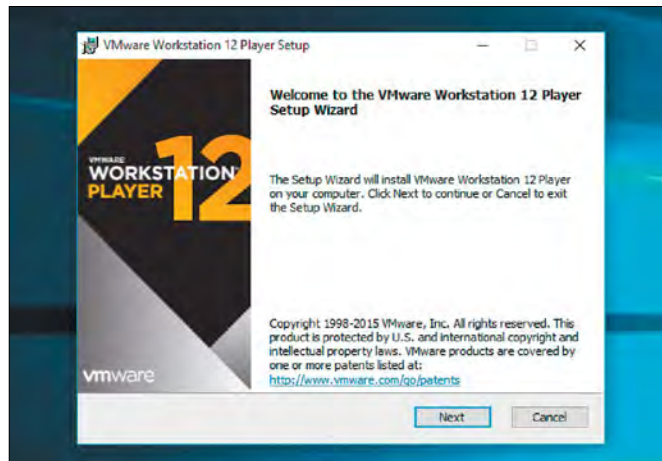 VMware Workstation 12 Player Setup
Welcome to the VMware Workstation 12 Player
Setup Wizard
VMWARE
WORKSTATION
PLAYER
12
The Setup Wizard will install VMware Workstation 12 Player
on your computer. Click Next to continue or Cancel to exit
the Setup Wizard.
Copyright 1998-2015 VMware, Inc. All rights reserved. This
product is protected by U.S. and international copyright and
intellectual property laws. VMware products are covered by
one or more patents listed at:
http://www.vmware.com/go/patents
vmware
Next
Cancel